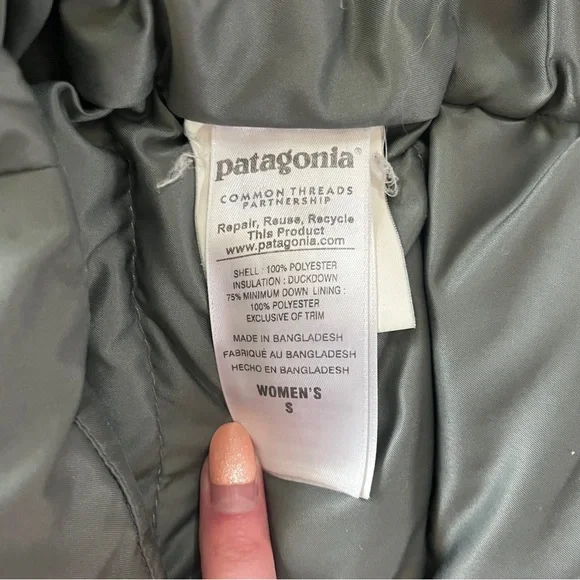 patagonia®
COMMON THREADS
PARTNERSHIP
Repair, Reuse, Recycle
This Product
www.patagonia.com
SHELL : 100% POLYESTER
INSULATION : DUCKDOWN
75% MINIMUM DOWN LINING :
100% POLYESTER
EXCLUSIVE OF TRIM
MADE IN BANGLADESH
FABRIQUÉ AU BANGLADESH
HECHO EN BANGLADESH
WOMEN'S
S